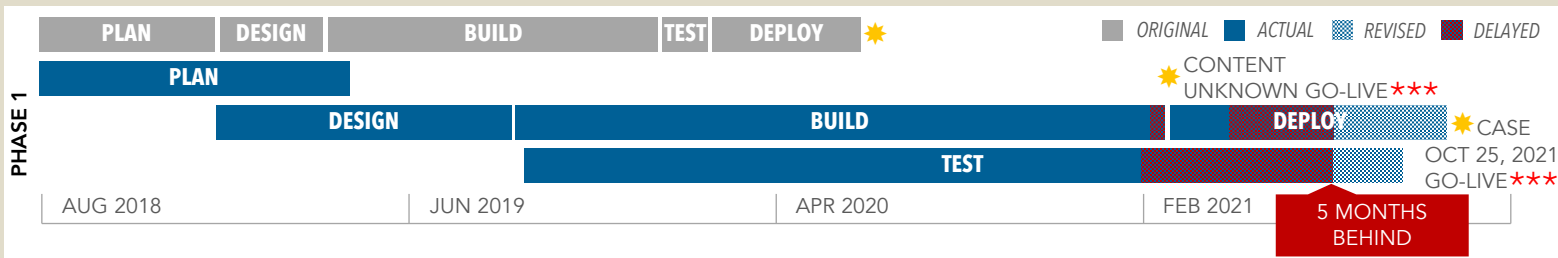 PLAN DESIGN BUILD TEST DEPLOY
ORIGINAL ACTUAL REVISED DELAYED
PLAN
CONTENT
UNKNOWN GO-LIVE***
PHASE 1
DESIGN BUILD DEPLOY
CASE
OCT 25, 2021
GO-LIVE***
TEST
AUG 2018 JUN 2019 APR 2020 FEB 2021
5 MONTHS
BEHIND